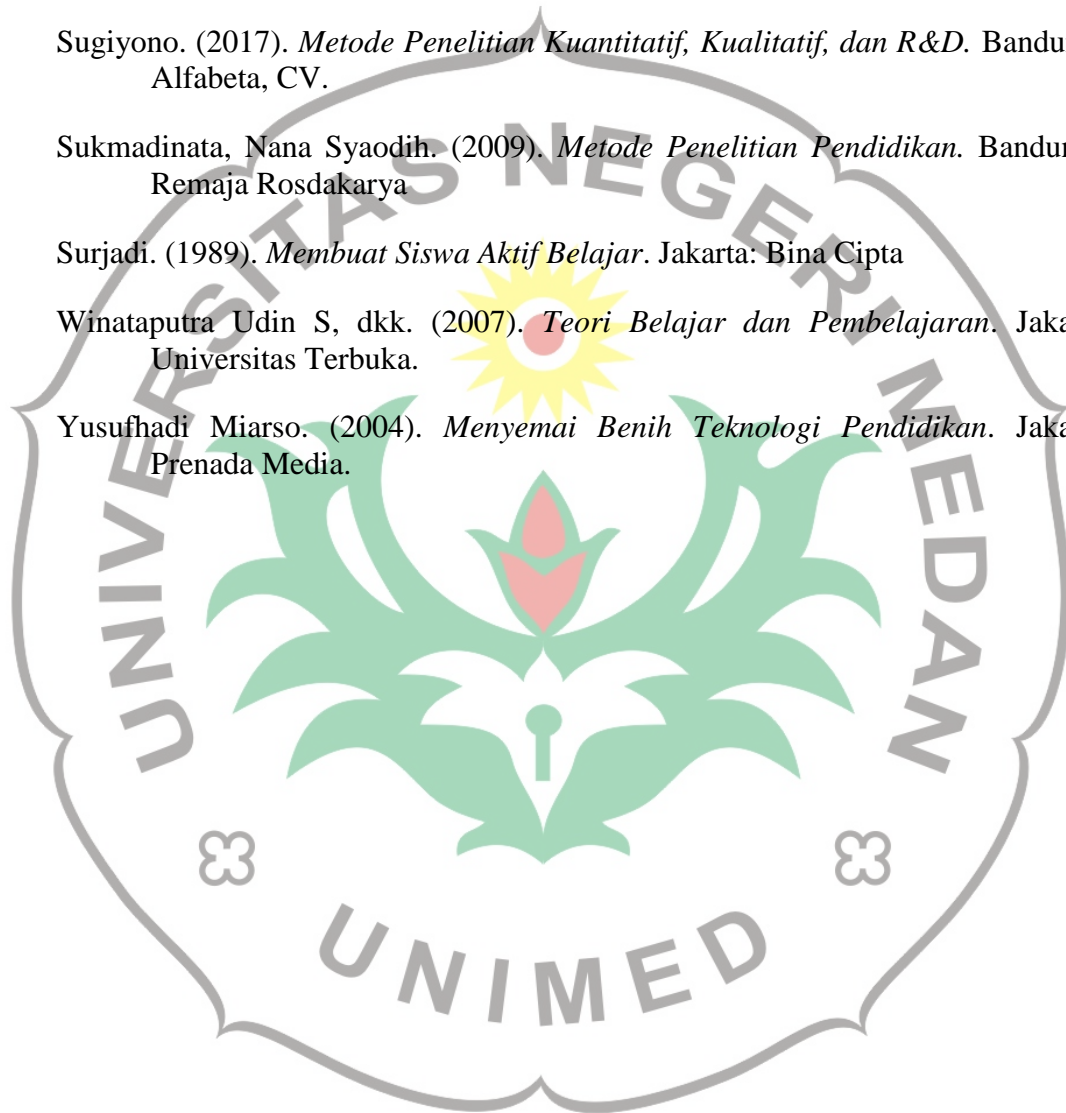 Sugiyono. (2017). Metode Penelitian Kuantitatif, Kualitatif, dan R&D. Bandu
Alfabeta, CV.
Sukmadinata, Nana Syaodih. (2009). Metode Penelitian Pendidikan. Bandu
Remaja Rosdakarya
Surjadi. (1989). Membuat Siswa Aktif Belajar. Jakarta: Bina Cipta
Winataputra Udin S, dkk. (2007). Teori Belajar dan Pembelajaran. Jaka
Universitas Terbuka.
Yusufhadi Miarso. (2004). Menyemai Benih Teknologi Pendidikan. Jaka
Prenada Media.
UNIVERSITAS NEGERI MEDAN
UNIMED